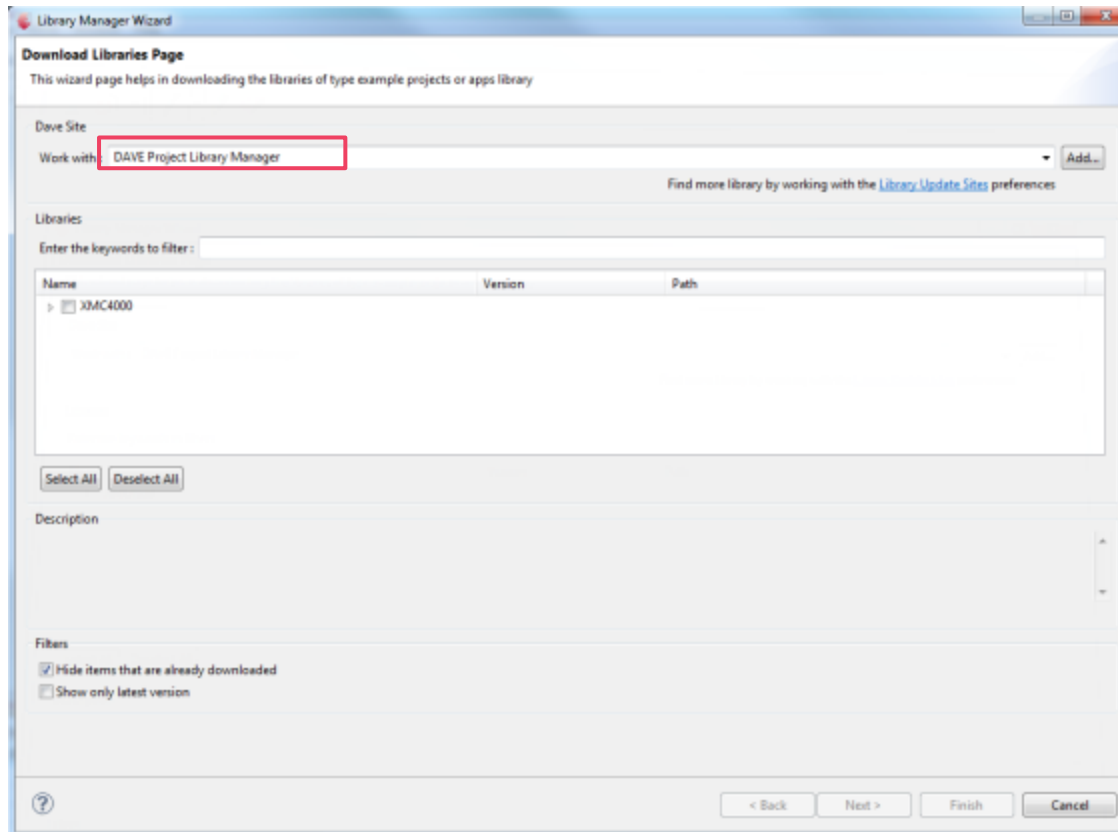 Library Manager Wizard
Download Libraries Page
This wizard page helps in downloading the libraries of type example projects or apps library
Dave Site
Work with: DAVE Project Library Manager Add...
Find more library by working with the Library Update Sites preferences
Libraries
Enter the keywords to filter :
Name Version Path
XMC4000
Select All Deselect All
Description
Filters
Hide items that are already downloaded
Show only latest version
? < Back Next > Finish Cancel